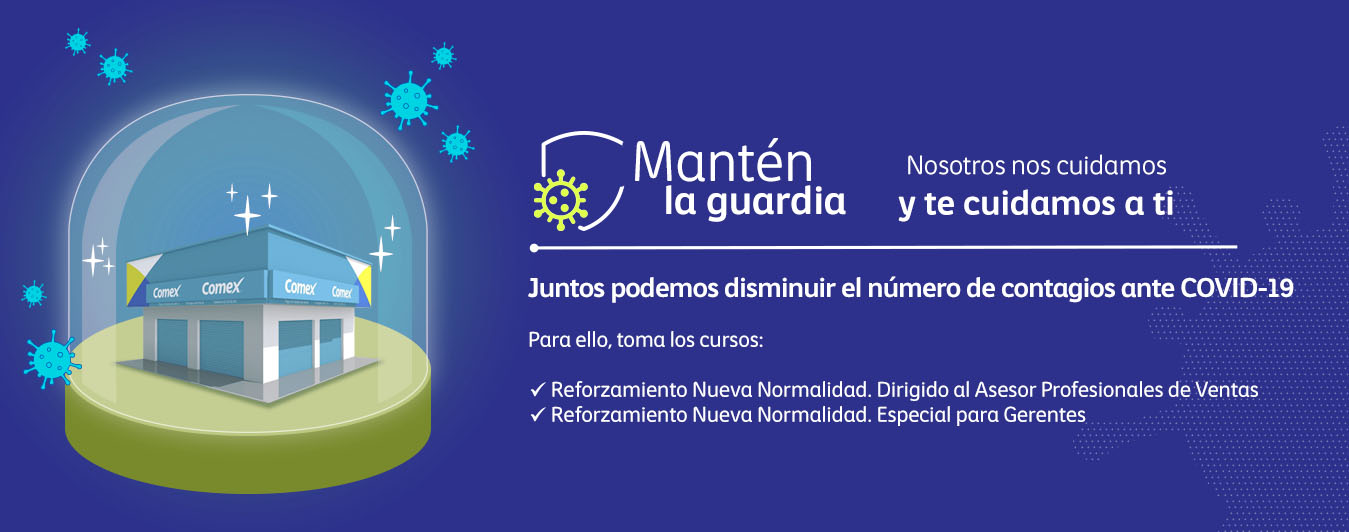 Mantén
la guardia
Nosotros nos cuidamos
y te cuidamos a ti
Juntos podemos disminuir el número de contagios ante COVID-19
Para ello, toma los cursos:
✓ Reforzamiento Nueva Normalidad. Dirigido al Asesor Profesionales de Ventas
✓ Reforzamiento Nueva Normalidad. Especial para Gerentes
Comex Comex Comex Comex